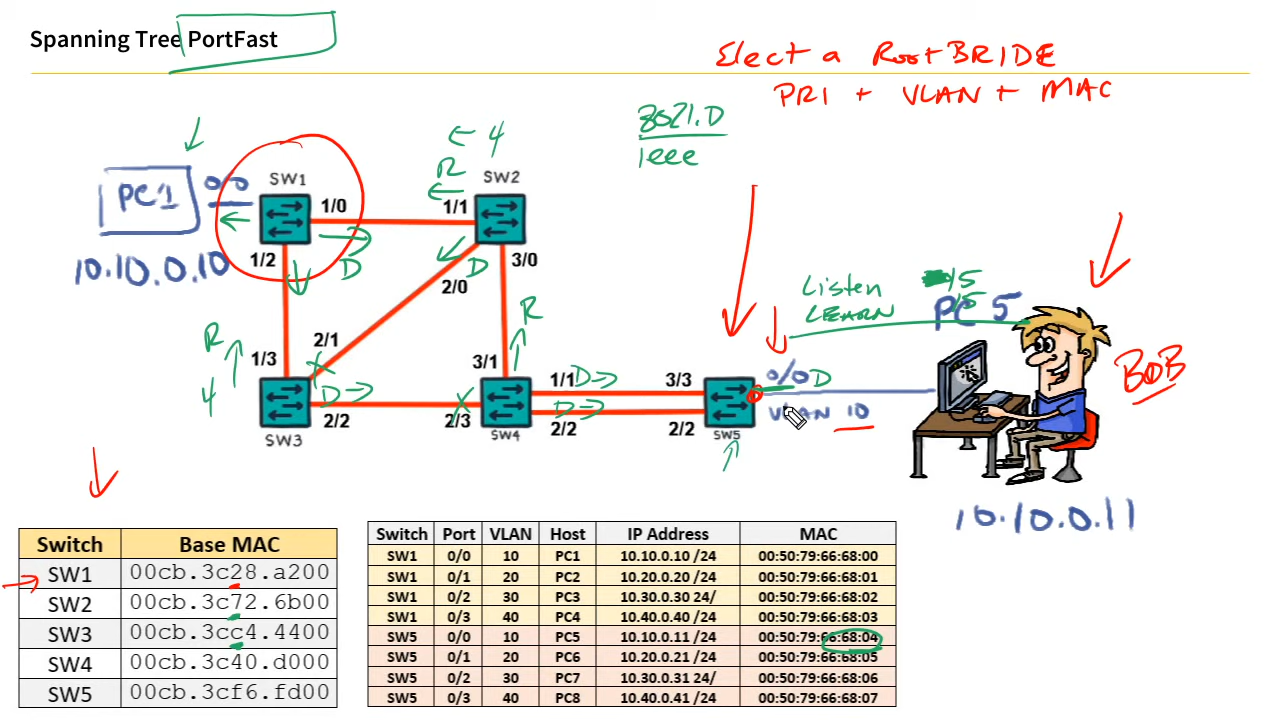 Spanning Tree PortFast
Elect a Root BRIDE
PRI + VLAN + MAC
8021.D
Ieee
← 4
R
SW1
SW2
PC1
0/0
1/0
1/1
D
D
1/2
3/0
10.10.0.10
2/0
Listen
15
LEARN
15
PC 5
R
R
2/1
1/3
3/1
4
D
1/1
D
3/3
0/0 D
BOB
2/2
2/3
D
2/2
2/2
VLAN 10
SW3
SW4
SW5
10.10.0.11
Switch Base MAC
SW1 00cb.3c28.a200
SW2 00cb.3c72.6b00
SW3 00cb.3cc4.4400
SW4 00cb.3c40.d000
SW5 00cb.3cf6.fd00
Switch Port VLAN Host IP Address MAC
SW1 0/0 10 PC1 10.10.0.10 /24 00:50:79:66:68:00
SW1 0/1 20 PC2 10.20.0.20 /24 00:50:79:66:68:01
SW1 0/2 30 PC3 10.30.0.30 24/ 00:50:79:66:68:02
SW1 0/3 40 PC4 10.40.0.40 /24 00:50:79:66:68:03
SW5 0/0 10 PC5 10.10.0.11 /24 00:50:79:66:68:04
SW5 0/1 20 PC6 10.20.0.21 /24 00:50:79:66:68:05
SW5 0/2 30 PC7 10.30.0.31 24/ 00:50:79:66:68:06
SW5 0/3 40 PC8 10.40.0.41 /24 00:50:79:66:68:07